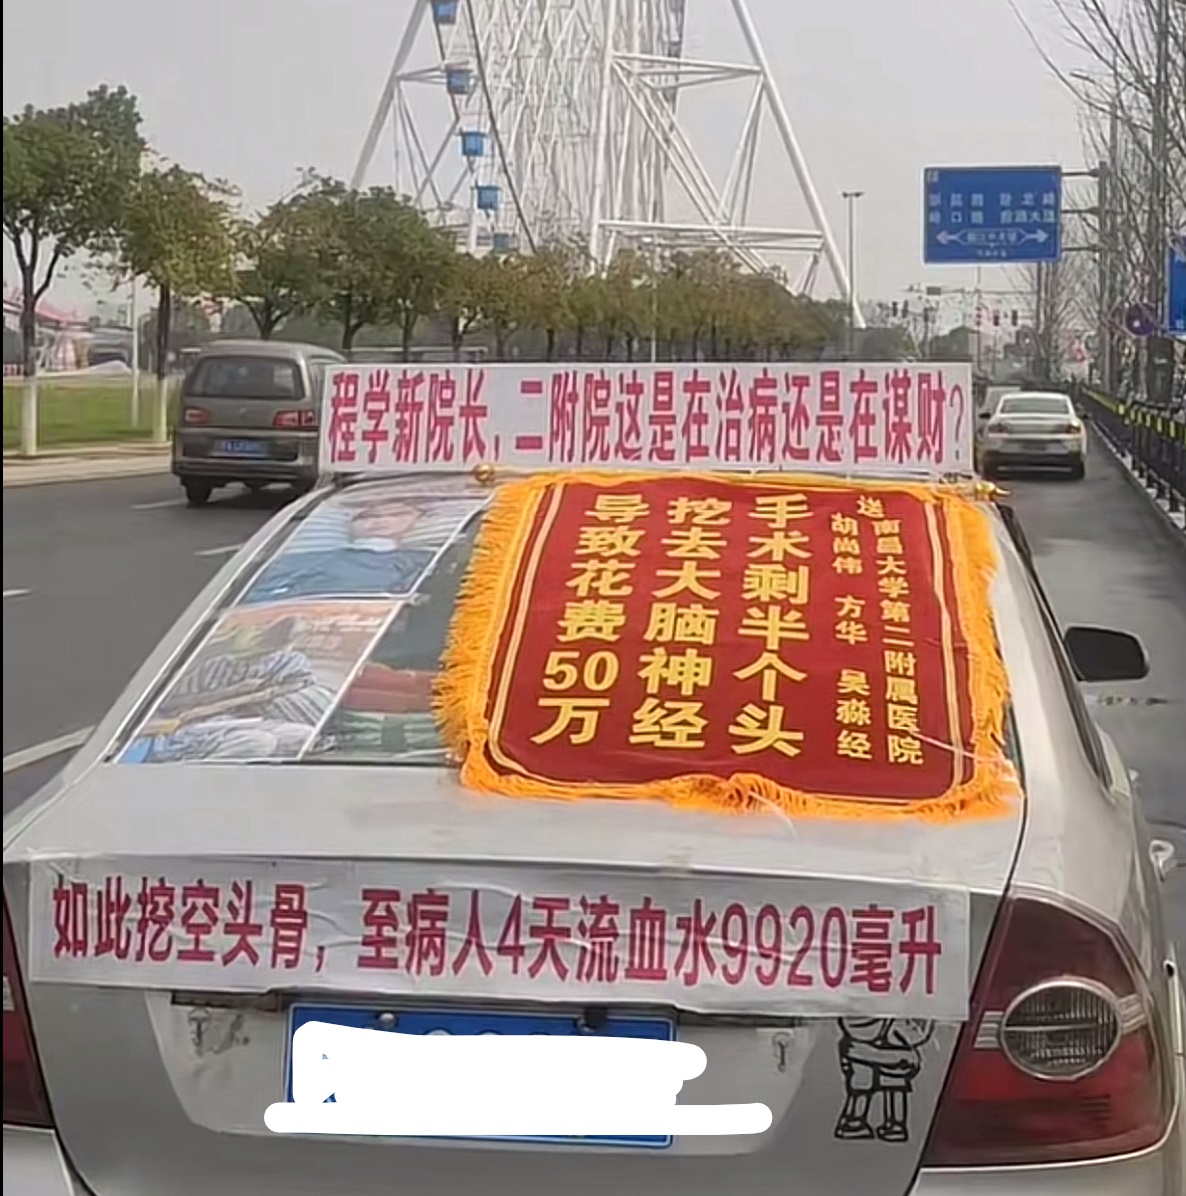 程学新院长，二附院这是在治病还是在谋财？
送南昌大学第二附属医院
胡尚伟 方华 吴淼经
手术剩半个头
挖去大脑神经
导致花费50万
如此挖空头骨，至病人4天流血水9920毫升